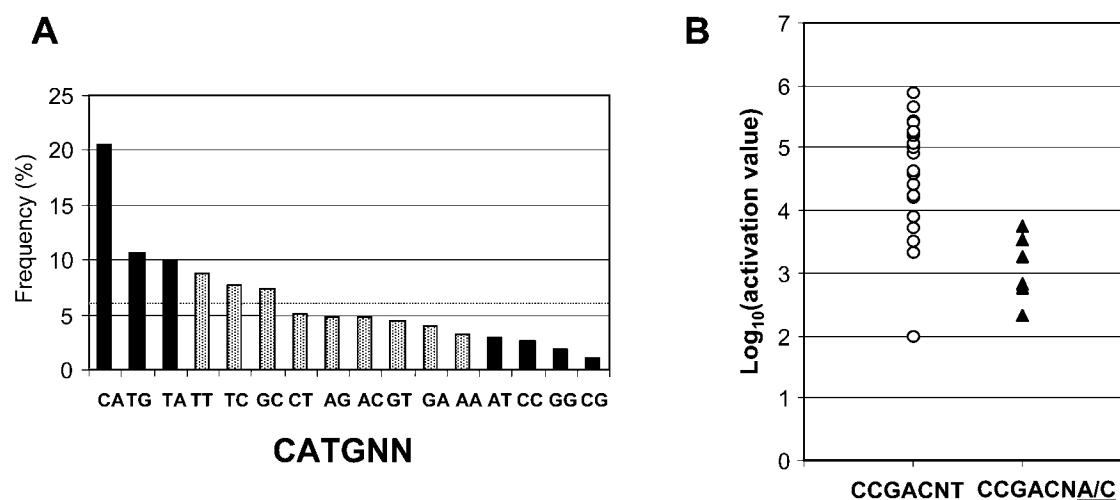 A
Frequency (%)
25
20
15
10
5
0
CA TG TA TT TC GC CT AG AC GT GA AA AT CC GG CG
CATGNN
B
Log10(activation value)
7
6
5
4
3
2
1
0
CCGACNT CCGACNA/C